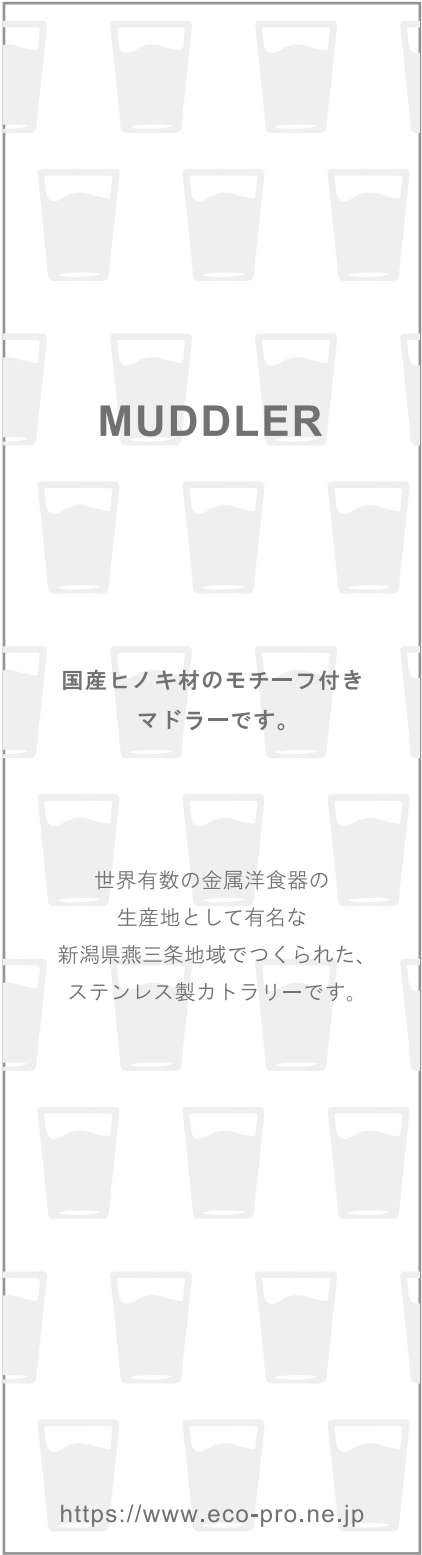 MUDDLER
国産ヒノキ材のモチーフ付き
マドラーです。
世界有数の金属洋食器の
生産地として有名な
新潟県燕三条地域でつくられた、
ステンレス製カトラリーです。
https://www.eco-pro.ne.jp